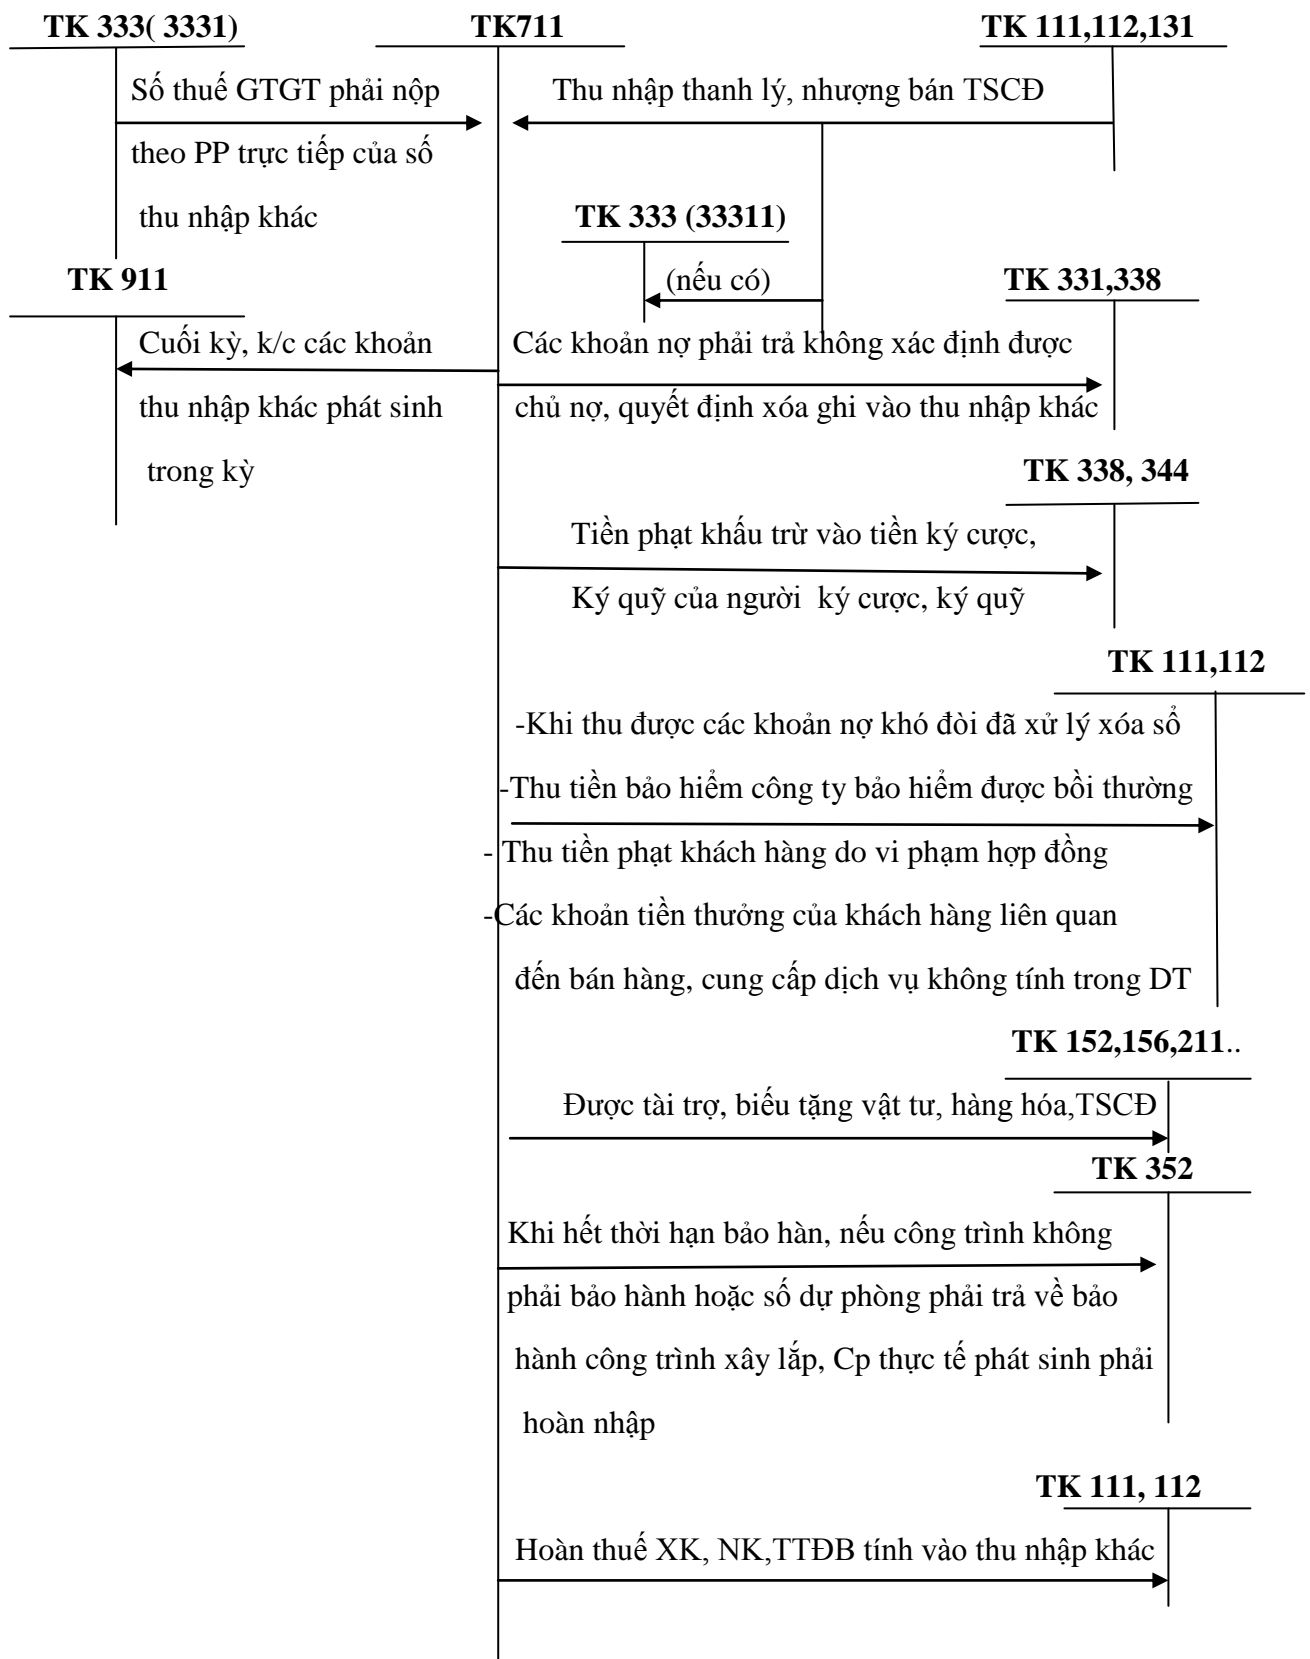 TK 333( 3331)
TK711
TK 111,112,131
Số thuế GTGT phải nộp
theo PP trực tiếp của số
thu nhập khác
Thu nhập thanh lý, nhượng bán TSCĐ
TK 333 (33311)
(nếu có)
TK 911
Cuối kỳ, k/c các khoản
thu nhập khác phát sinh
trong kỳ
TK 331,338
Các khoản nợ phải trả không xác định được
chủ nợ, quyết định xóa ghi vào thu nhập khác
TK 338, 344
Tiền phạt khấu trừ vào tiền ký cược,
Ký quỹ của người ký cược, ký quỹ
TK 111,112
-Khi thu được các khoản nợ khó đòi đã xử lý xóa sổ
-Thu tiền bảo hiểm công ty bảo hiểm được bồi thường
- Thu tiền phạt khách hàng do vi phạm hợp đồng
-Các khoản tiền thưởng của khách hàng liên quan
đến bán hàng, cung cấp dịch vụ không tính trong DT
TK 152,156,211..
Được tài trợ, biếu tặng vật tư, hàng hóa,TSCĐ
TK 352
Khi hết thời hạn bảo hàn, nếu công trình không
phải bảo hành hoặc số dự phòng phải trả về bảo
hành công trình xây lắp, Cp thực tế phát sinh phải
hoàn nhập
TK 111, 112
Hoàn thuế XK, NK,TTĐB tính vào thu nhập khác